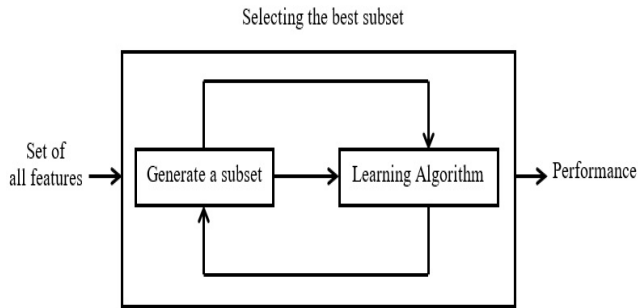 Selecting the best subset
Set of
all features
Generate a subset
Learning Algorithm
Performance